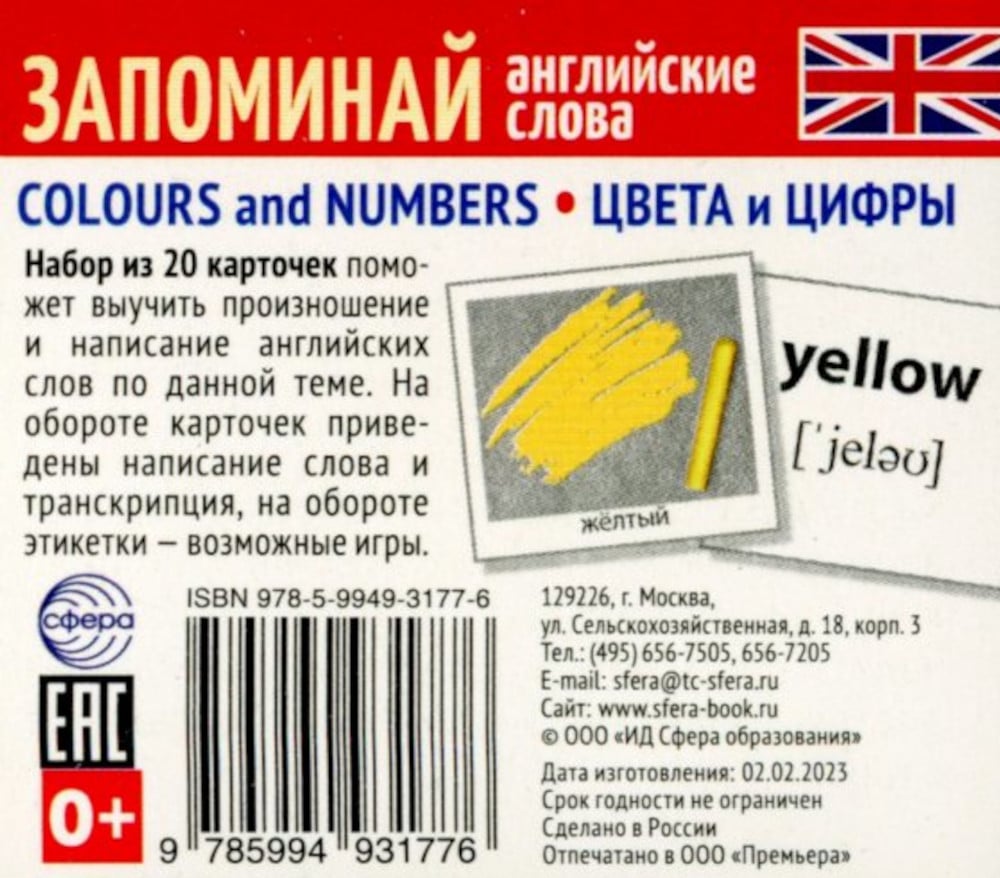 ЗАПОМИНАЙ английские
слова
COLOURS and NUMBERS • ЦВЕТА и ЦИФРЫ
Набор из 20 карточек помо-
жет выучить произношение
и написание английских
слов по данной теме. На
обороте карточек приве-
дены написание слова и
транскрипция, на обороте
этикетки – возможные игры.
жёлтый
yellow
[ˈjeləʊ]
сфера
EAC
0+
ISBN 978-5-9949-3177-6
9 785994 931776
129226, г. Москва,
ул. Сельскохозяйственная, д. 18, корп. 3
Тел.: (495) 656-7505, 656-7205
E-mail: sfera@tc-sfera.ru
Сайт: www.sfera-book.ru
© ООО «ИД Сфера образования»
Дата изготовления: 02.02.2023
Срок годности не ограничен
Сделано в России
Отпечатано в ООО «Премьера»